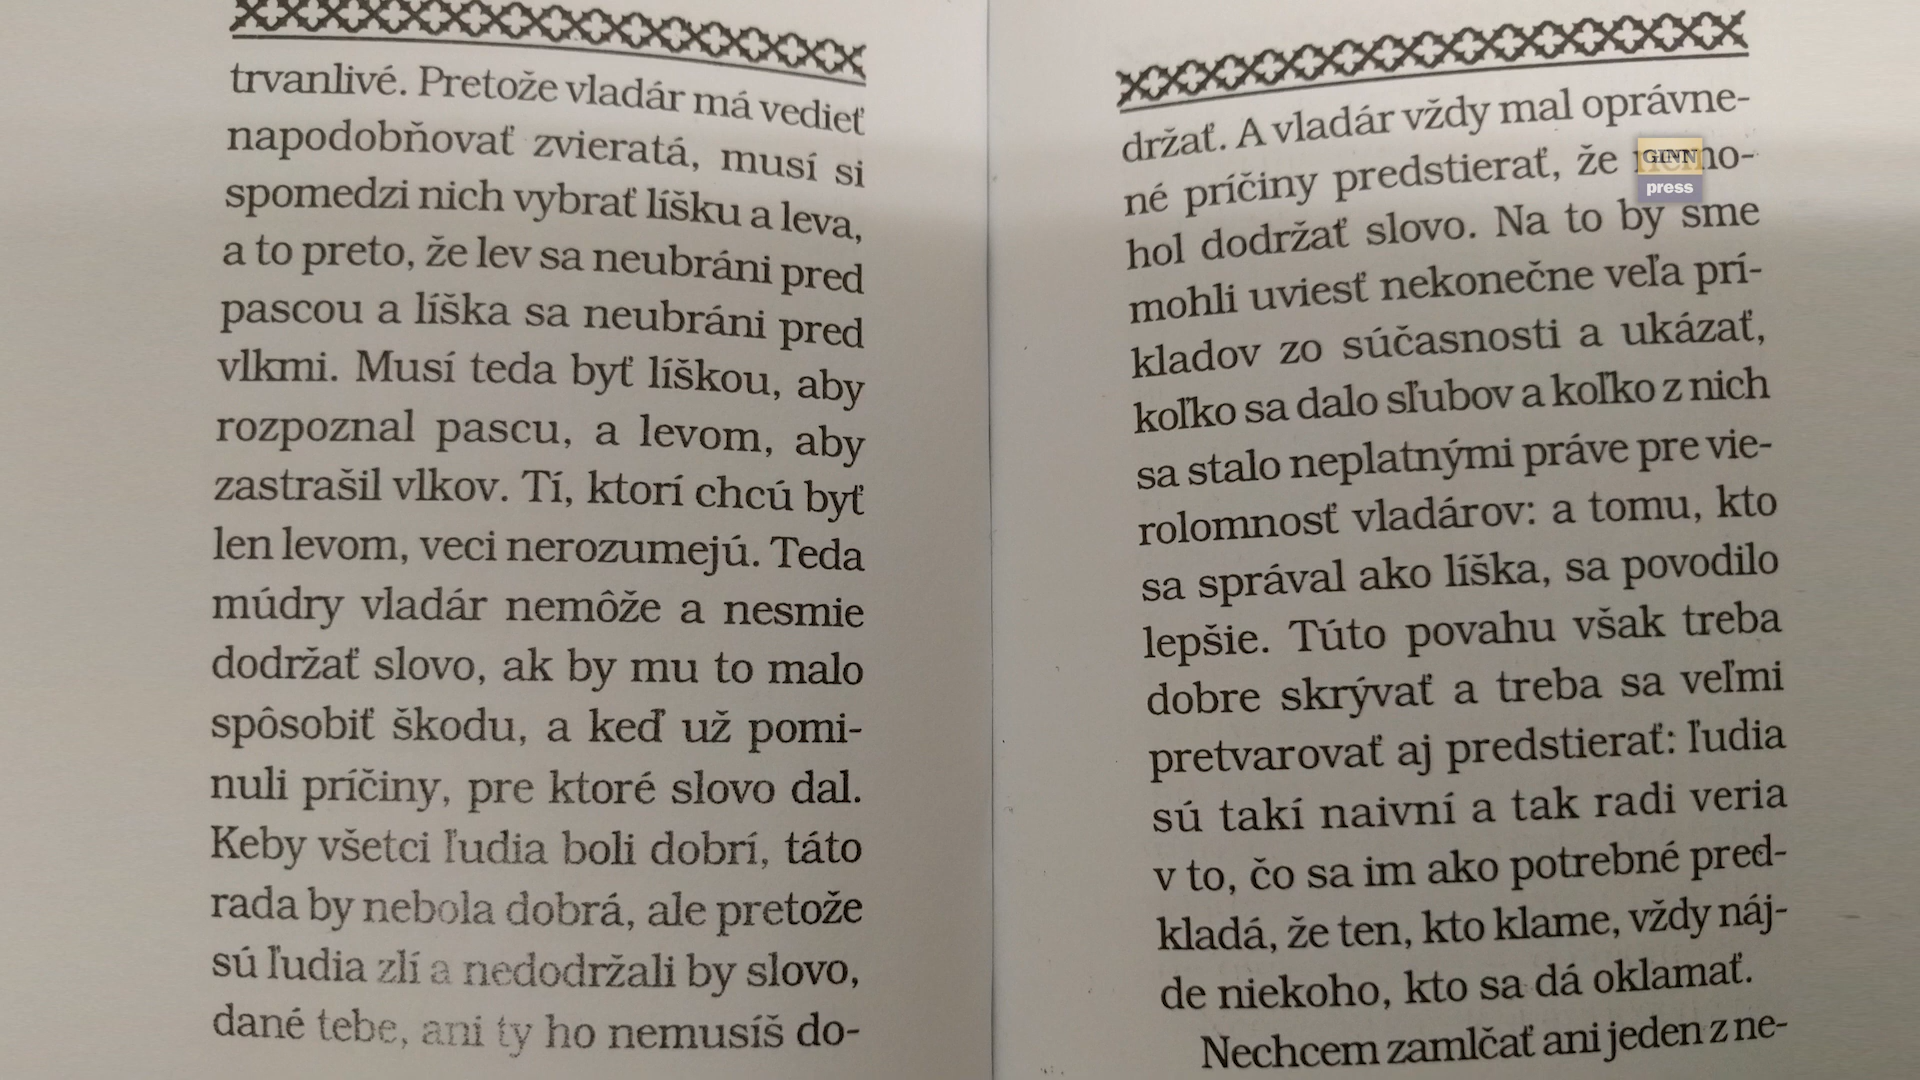 trvanlivé. Pretože vladár má vedieť
napodobňovať zvieratá, musí si
spomedzi nich vybrať líšku a leva,
a to preto, že lev sa neubráni pred
pascou a líška sa neubráni pred
vlkmi. Musí teda byť líškou, aby
rozpoznal pascu, a levom, aby
zastrašil vlkov. Tí, ktorí chcú byť
len levom, veci nerozumejú. Teda
múdry vladár nemôže a nesmie
dodržať slovo, ak by mu to malo
spôsobiť škodu, a keď už pomi-
nuli príčiny, pre ktoré slovo dal.
Keby všetci ľudia boli dobrí, táto
rada by nebola dobrá, ale pretože
sú ľudia zlí a nedodržali by slovo,
dané tebe, ani ty ho nemusíš do-
držať. A vladár vždy mal oprávne-
né príčiny predstierať, že nemo-
hol dodržať slovo. Na to by sme
mohli uviesť nekonečne veľa prí-
kladov zo súčasnosti a ukázať,
koľko sa dalo sľubov a koľko z nich
sa stalo neplatnými práve pre vie-
rolomnosť vladárov: a tomu, kto
sa správal ako líška, sa povodilo
lepšie. Túto povahu však treba
dobre skrývať a treba sa veľmi
pretvarovať aj predstierať: ľudia
sú takí naivní a tak radi veria
v to, čo sa im ako potrebné pred-
kladá, že ten, kto klame, vždy náj-
de niekoho, kto sa dá oklamať.
Nechcem zamlčať ani jeden z ne-
GINN
press